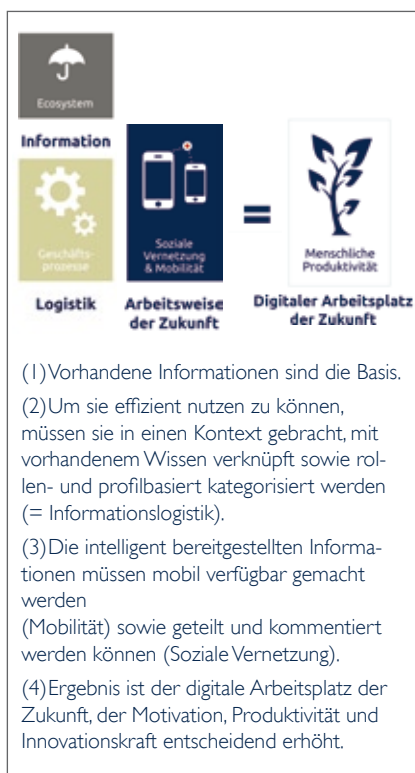 Ecosystem
Information
Geschäfts-
prozesse
Logistik
Soziale
Vernetzung
& Mobilität
Arbeitsweise
der Zukunft
=
Menschliche
Produktivität
Digitaler Arbeitsplatz
der Zukunft
(1)Vorhandene Informationen sind die Basis.
(2)Um sie effizient nutzen zu können,
müssen sie in einen Kontext gebracht, mit
vorhandenem Wissen verknüpft sowie rol-
len- und profilbasiert kategorisiert werden
(= Informationslogistik).
(3)Die intelligent bereitgestellten Informa-
tionen müssen mobil verfügbar gemacht
werden
(Mobilität) sowie geteilt und kommentiert
werden können (Soziale Vernetzung).
(4)Ergebnis ist der digitale Arbeitsplatz der
Zukunft, der Motivation, Produktivität und
Innovationskraft entscheidend erhöht.